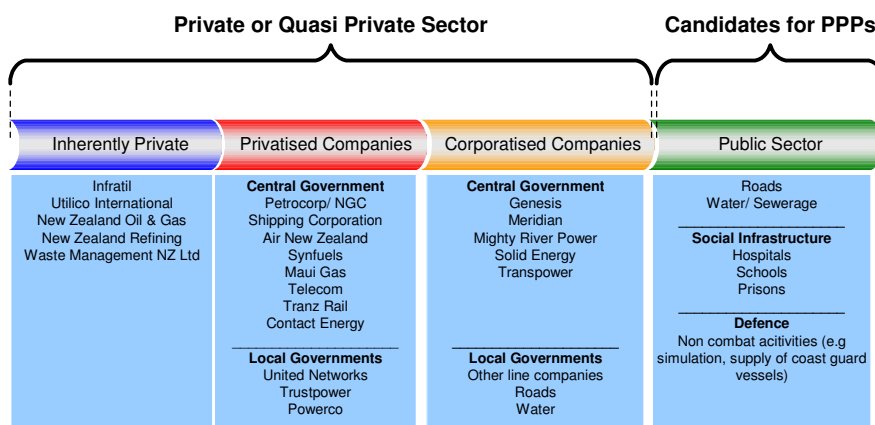 Private or Quasi Private Sector
Candidates for PPPs
Inherently Private
Privatised Companies
Corporatised Companies
Public Sector
Infratil
Utilico International
New Zealand Oil & Gas
New Zealand Refining
Waste Management NZ Ltd
Central Government
Petrocorp/ NGC
Shipping Corporation
Air New Zealand
Synfuels
Maui Gas
Telecom
Tranz Rail
Contact Energy
Local Governments
United Networks
Trustpower
Powerco
Central Government
Genesis
Meridian
Mighty River Power
Solid Energy
Transpower
Local Governments
Other line companies
Roads
Water
Roads
Water/ Sewerage
Social Infrastructure
Hospitals
Schools
Prisons
Defence
Non combat acitivities (e.g
simulation, supply of coast guard
vessels)